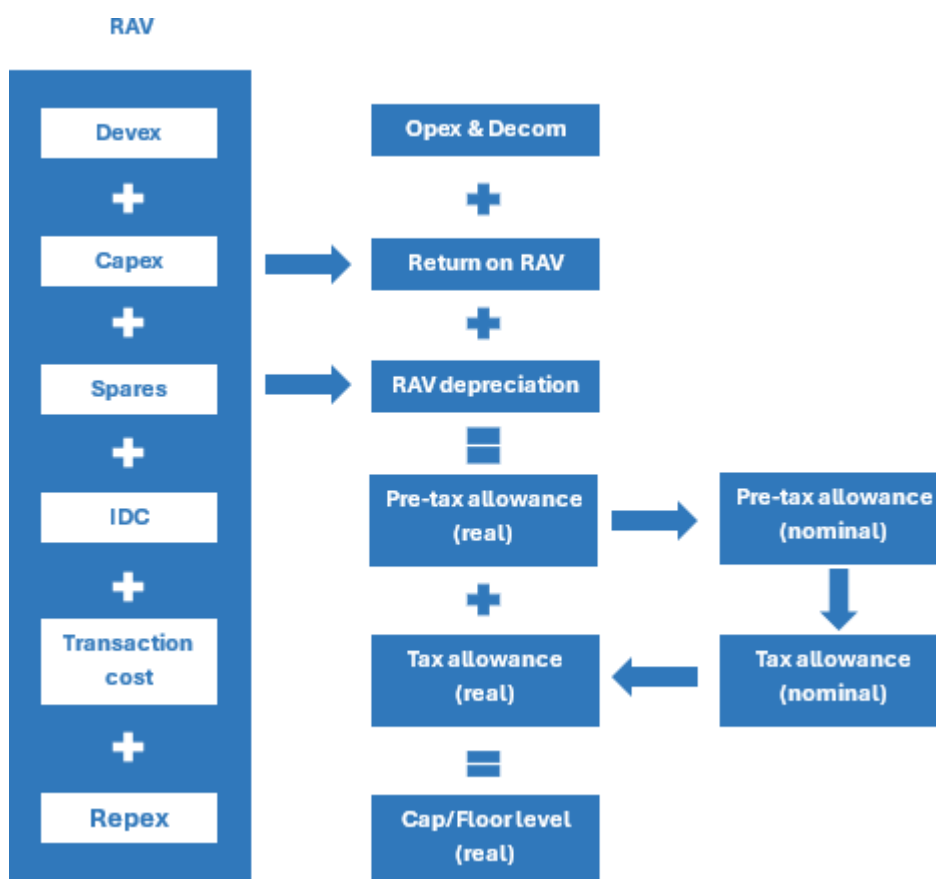 RAV
Devex
Capex
Spares
IDC
Transaction
cost
Repex
Opex & Decom
Return on RAV
RAV depreciation
Pre-tax allowance
(real)
Tax allowance
(real)
Cap/Floor level
(real)
Pre-tax allowance
(nominal)
Tax allowance
(nominal)